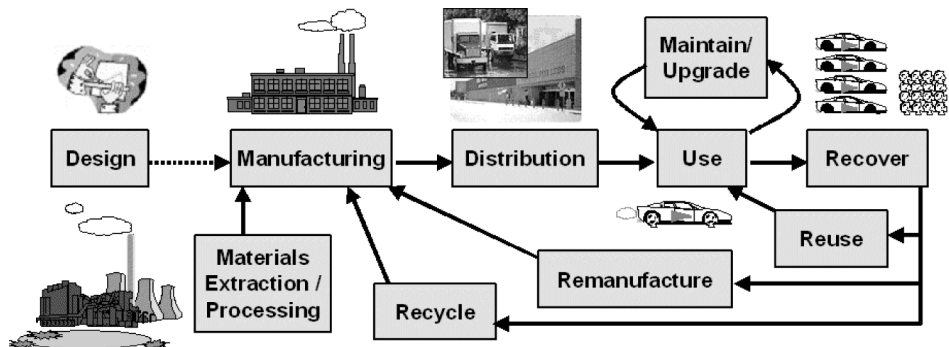 Maintain/
Upgrade
Design
Manufacturing
Distribution
Use
Recover
Materials
Extraction /
Processing
Recycle
Remanufacture
Reuse